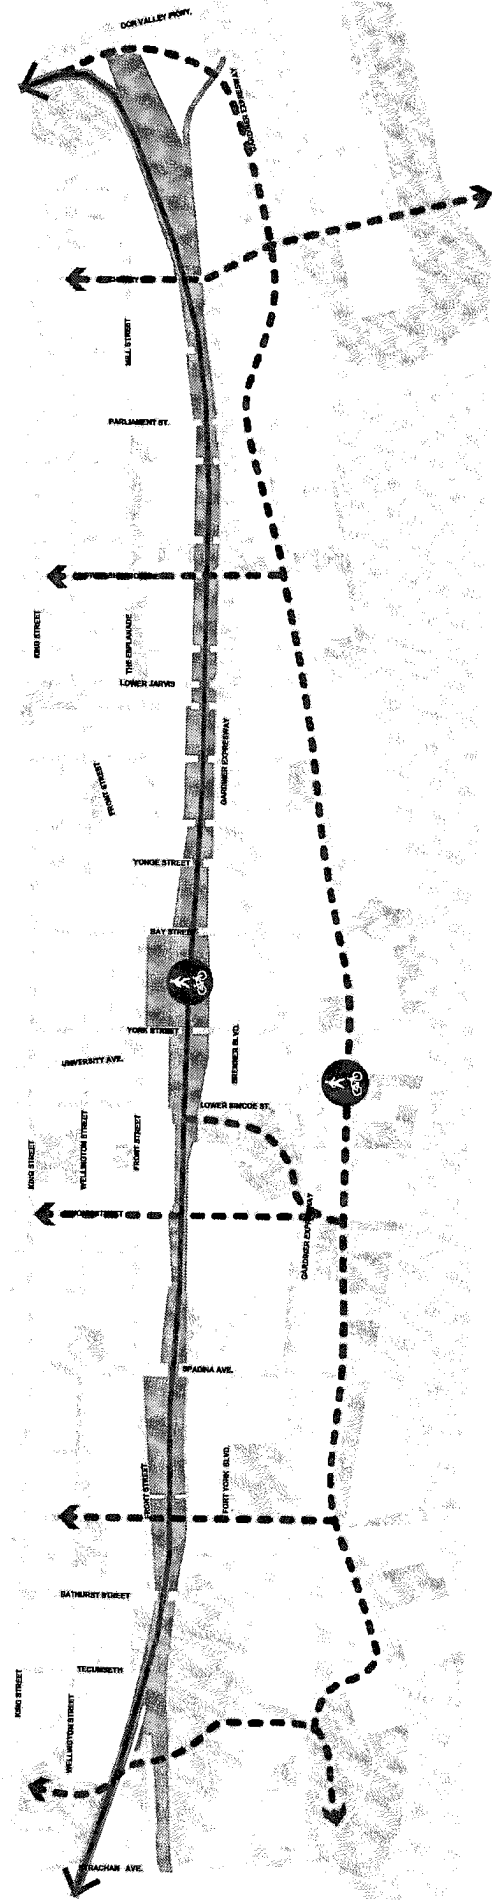 DON VALLEY PKWY.
GARDINER EXPRESSWAY
MILL STREET
PARLIAMENT ST.
KING STREET
THE ESPLANADE
LOWER JARVIS
GARDINER EXPRESSWAY
FRONT STREET
YONGE STREET
BAY STREET
YORK STREET
BREMNER BLVD.
UNIVERSITY AVE.
LOWER SIMCOE ST.
KING STREET
WELLINGTON STREET
FRONT STREET
GARDINER EXPRESSWAY
SPADINA AVE.
FRONT STREET
FORT YORK BLVD.
BATHURST STREET
TECUMSETH
KING STREET
WELLINGTON STREET
STRACHAN AVE.